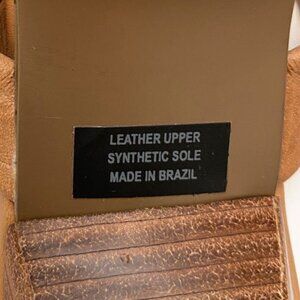 LEATHER UPPER
SYNTHETIC SOLE
MADE IN BRAZIL